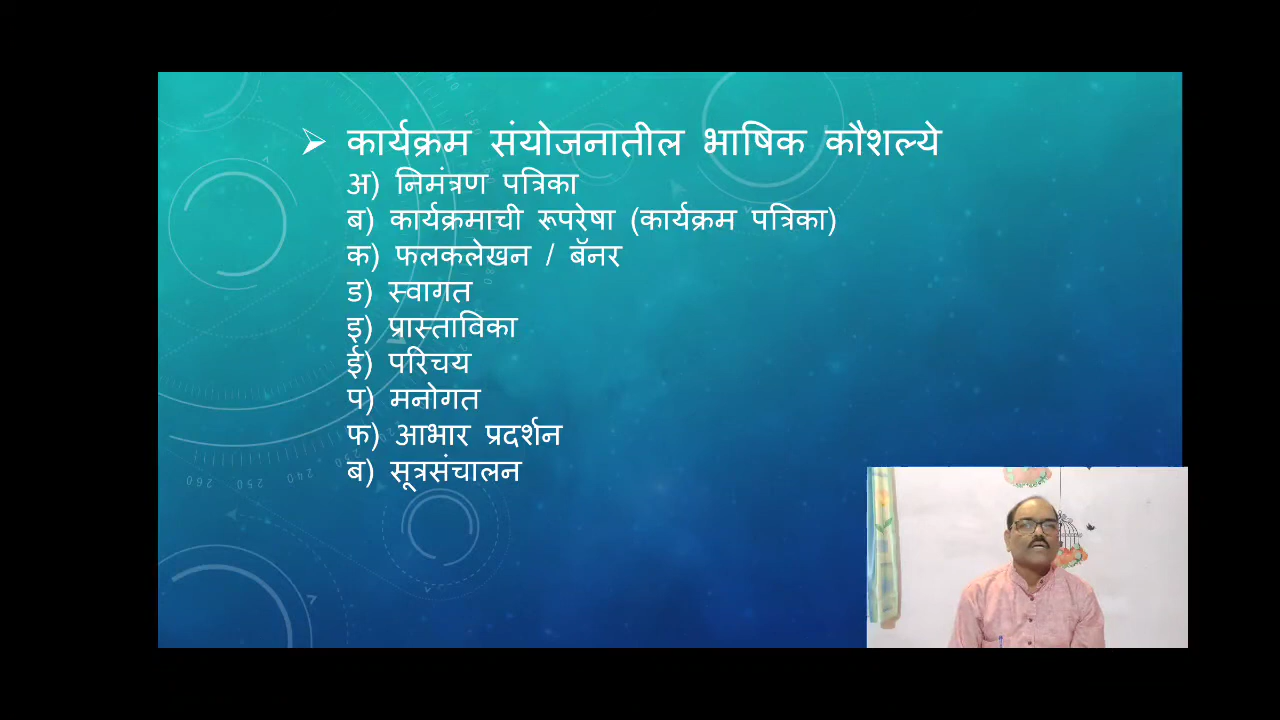 ➢ कार्यक्रम संयोजनातील भाषिक कौशल्ये
अ) निमंत्रण पत्रिका
ब) कार्यक्रमाची रूपरेषा (कार्यक्रम पत्रिका)
क) फलकलेखन / बॅनर
ड) स्वागत
इ) प्रास्ताविका
ई) परिचय
प) मनोगत
फ) आभार प्रदर्शन
ब) सूत्रसंचालन